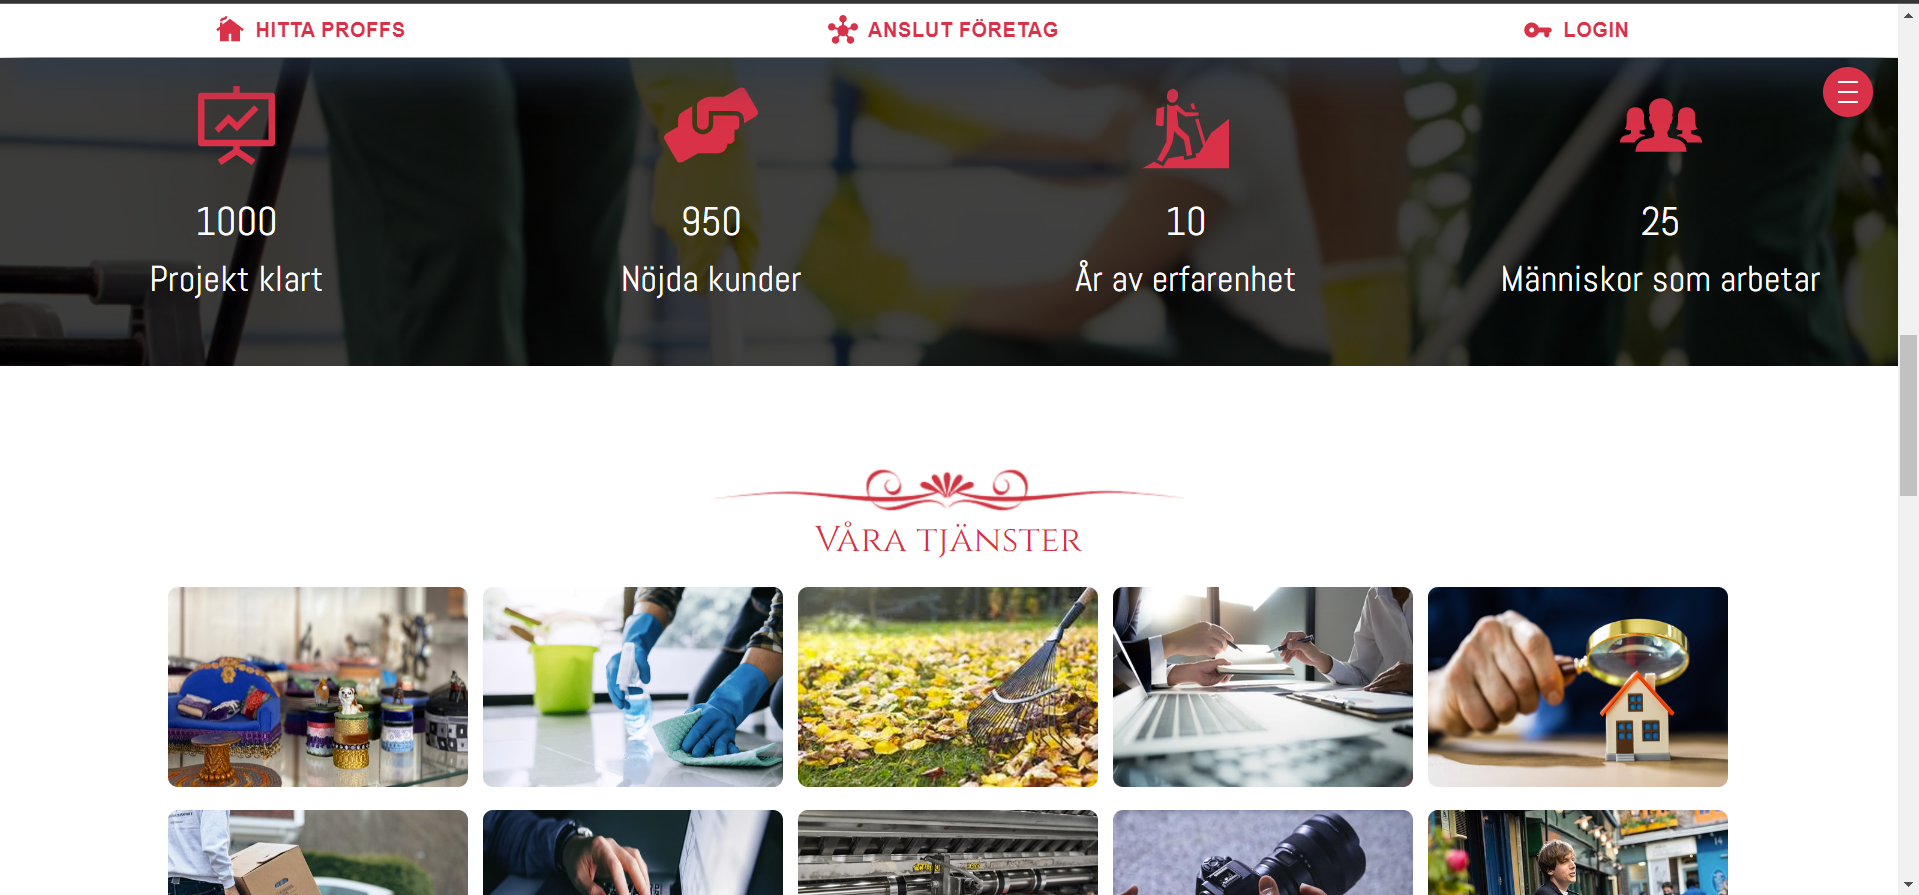 HITTA PROFFS
ANSLUT FÖRETAG
LOGIN
1000
Projekt klart
950
Nöjda kunder
10
År av erfarenhet
25
Människor som arbetar
VÅRA TJÄNSTER